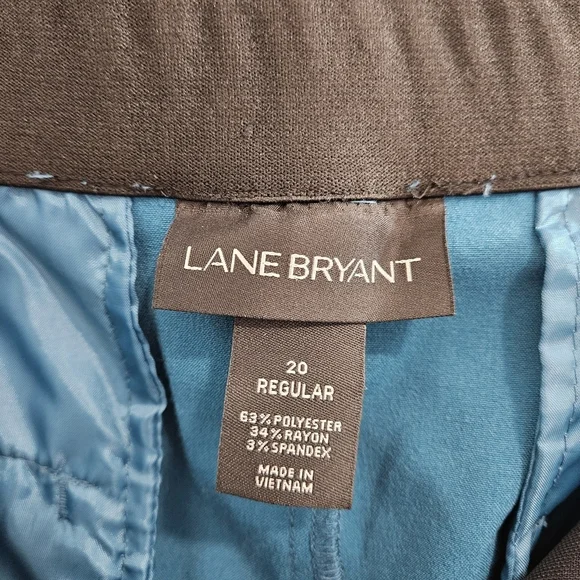 LANE BRYANT
20
REGULAR
63% POLYESTER
34% RAYON
3% SPANDEX
MADE IN
VIETNAM